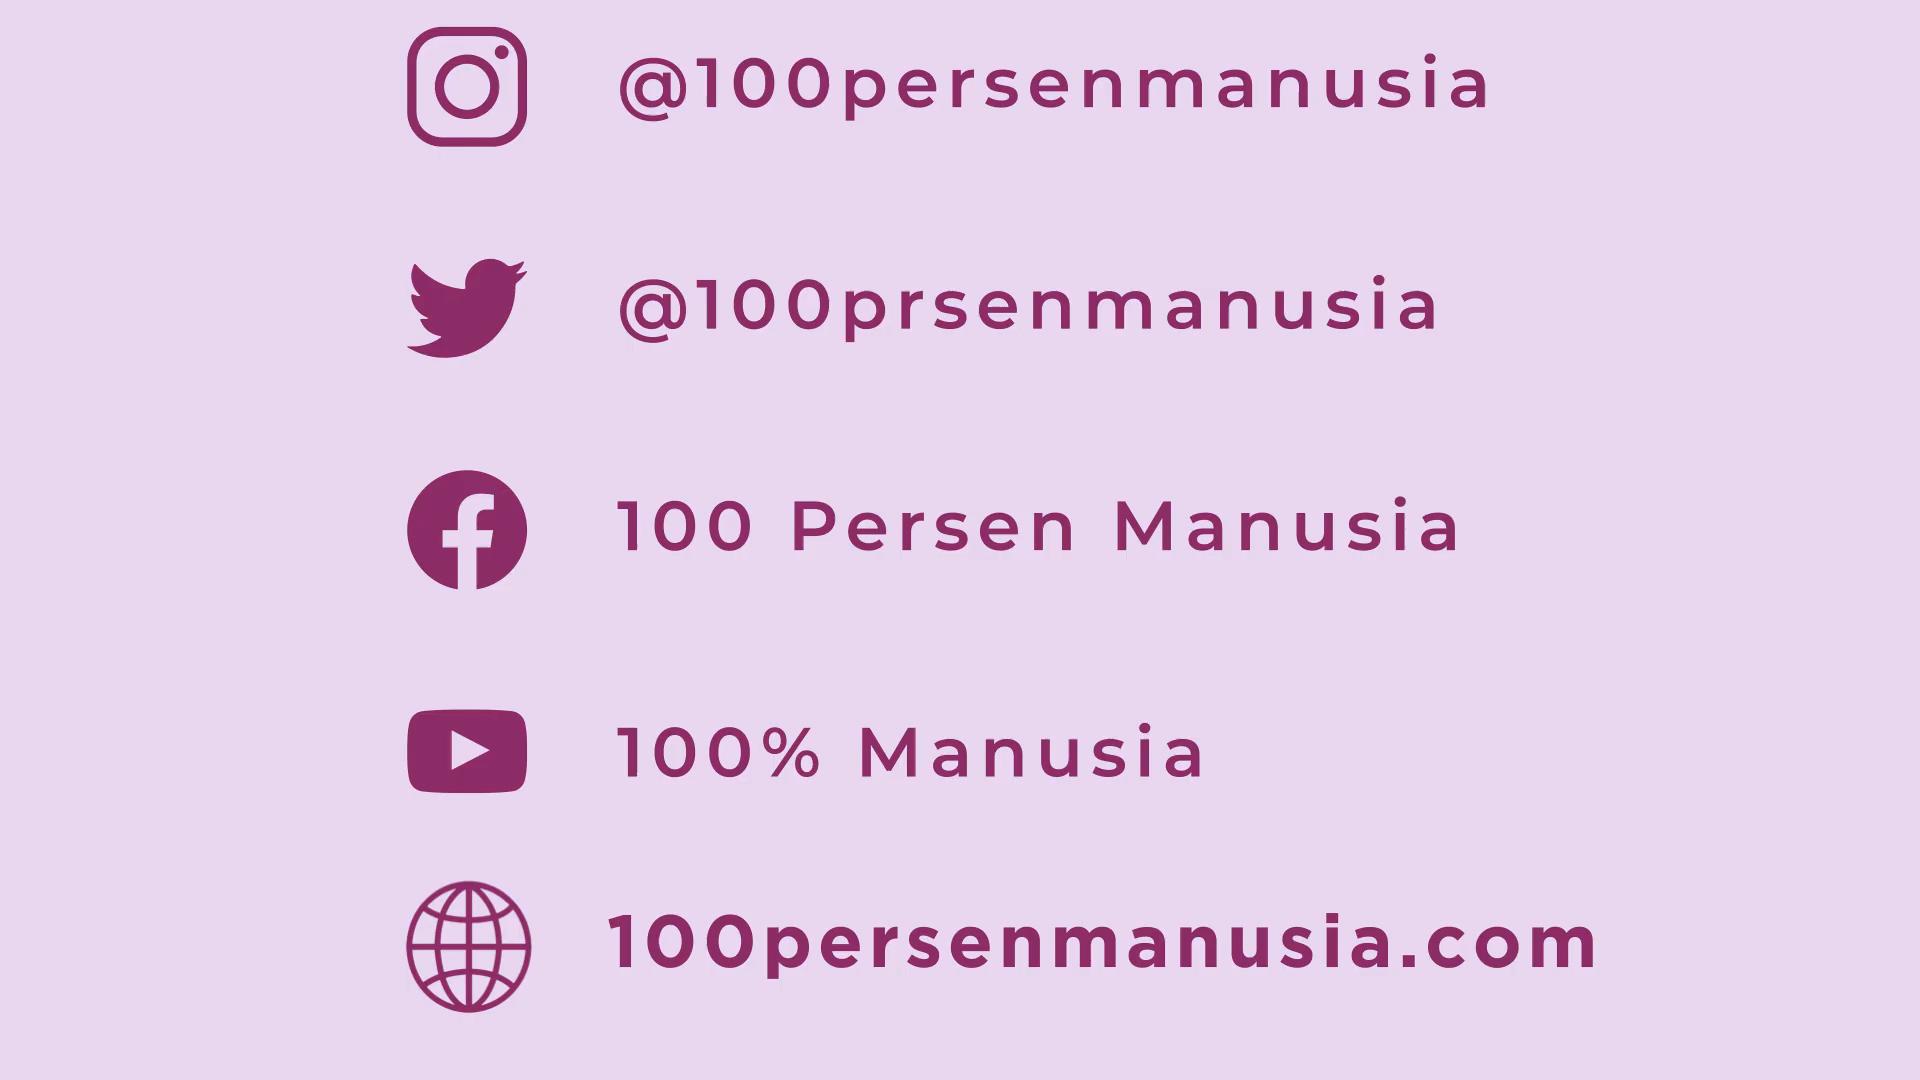 @100persenmanusia
@100prsenmanusia
100 Persen Manusia
100% Manusia
100persenmanusia.com